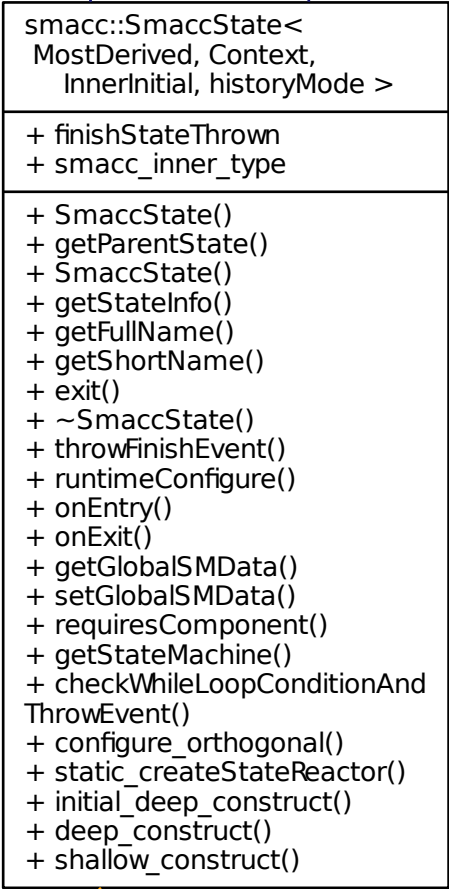 smacc::SmaccState<
MostDerived, Context,
InnerInitial, historyMode >
+ finishStateThrown
+ smacc_inner_type
+ SmaccState()
+ getParentState()
+ SmaccState()
+ getStateInfo()
+ getFullName()
+ getShortName()
+ exit()
+ ~SmaccState()
+ throwFinishEvent()
+ runtimeConfigure()
+ onEntry()
+ onExit()
+ getGlobalSMData()
+ setGlobalSMData()
+ requiresComponent()
+ getStateMachine()
+ checkWhileLoopConditionAnd
ThrowEvent()
+ configure_orthogonal()
+ static_createStateReactor()
+ initial_deep_construct()
+ deep_construct()
+ shallow_construct()